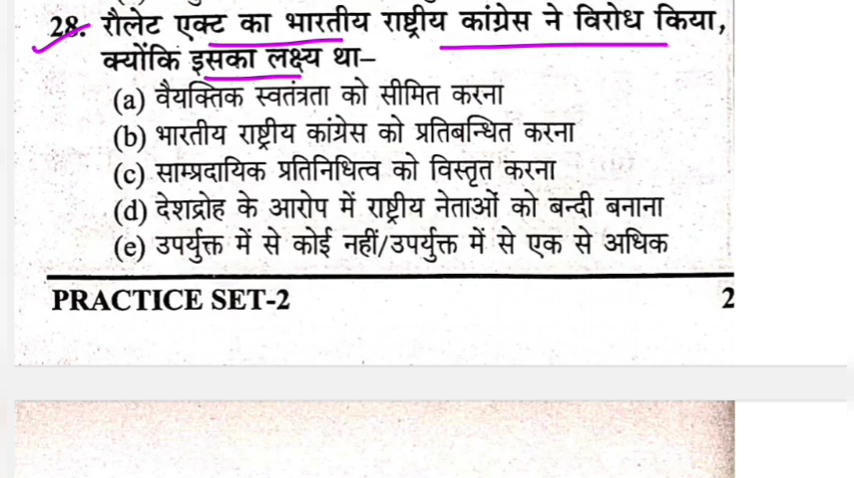 28. रौलेट एक्ट का भारतीय राष्ट्रीय कांग्रेस ने विरोध किया,
क्योंकि इसका लक्ष्य था–
(a) वैयक्तिक स्वतंत्रता को सीमित करना
(b) भारतीय राष्ट्रीय कांग्रेस को प्रतिबन्धित करना
(c) साम्प्रदायिक प्रतिनिधित्व को विस्तृत करना
(d) देशद्रोह के आरोप में राष्ट्रीय नेताओं को बन्दी बनाना
(e) उपर्युक्त में से कोई नहीं/उपर्युक्त में से एक से अधिक
PRACTICE SET-2 2